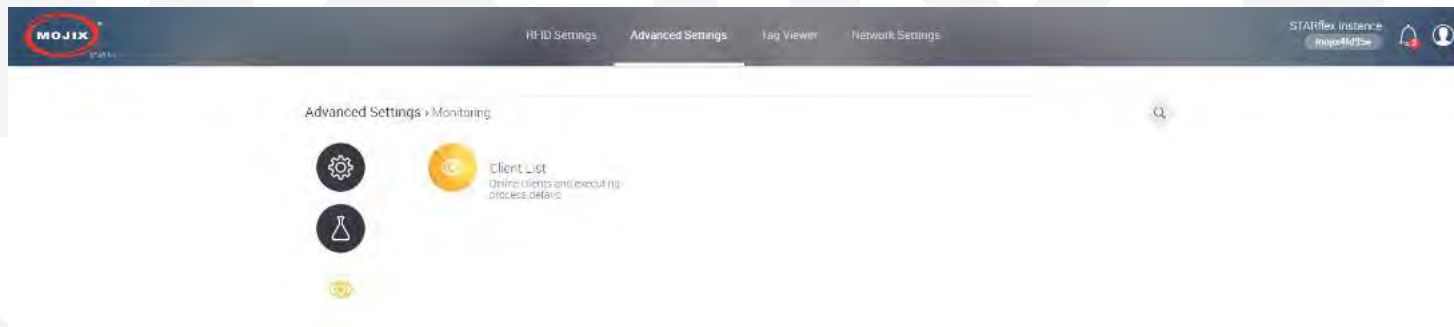 MOJIX
RFID Settings
Advanced Settings
Tag Viewer
Network Settings
STARflex Instance
Advanced Settings › Monitoring
Client List
Online clients and executing
process details